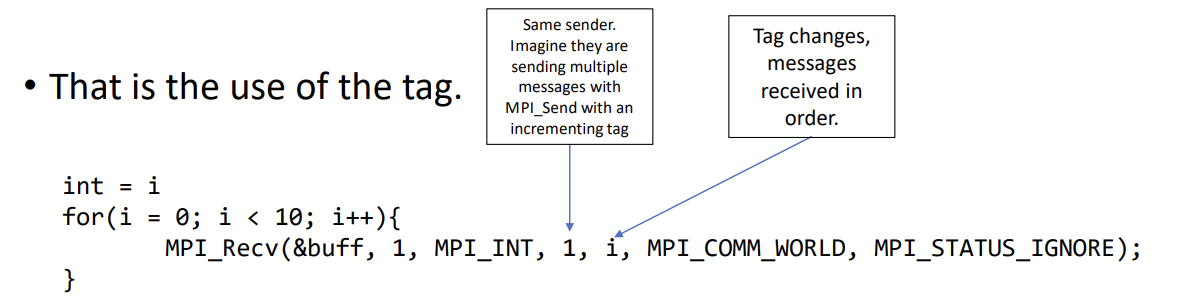 Same sender.
Imagine they are
sending multiple
messages with
MPI_Send with an
incrementing tag
Tag changes,
messages
received in
order.
• That is the use of the tag.
int = i
for(i = 0; i < 10; i++){
MPI_Recv(&buff, 1, MPI_INT, 1, i, MPI_COMM_WORLD, MPI_STATUS_IGNORE);
}